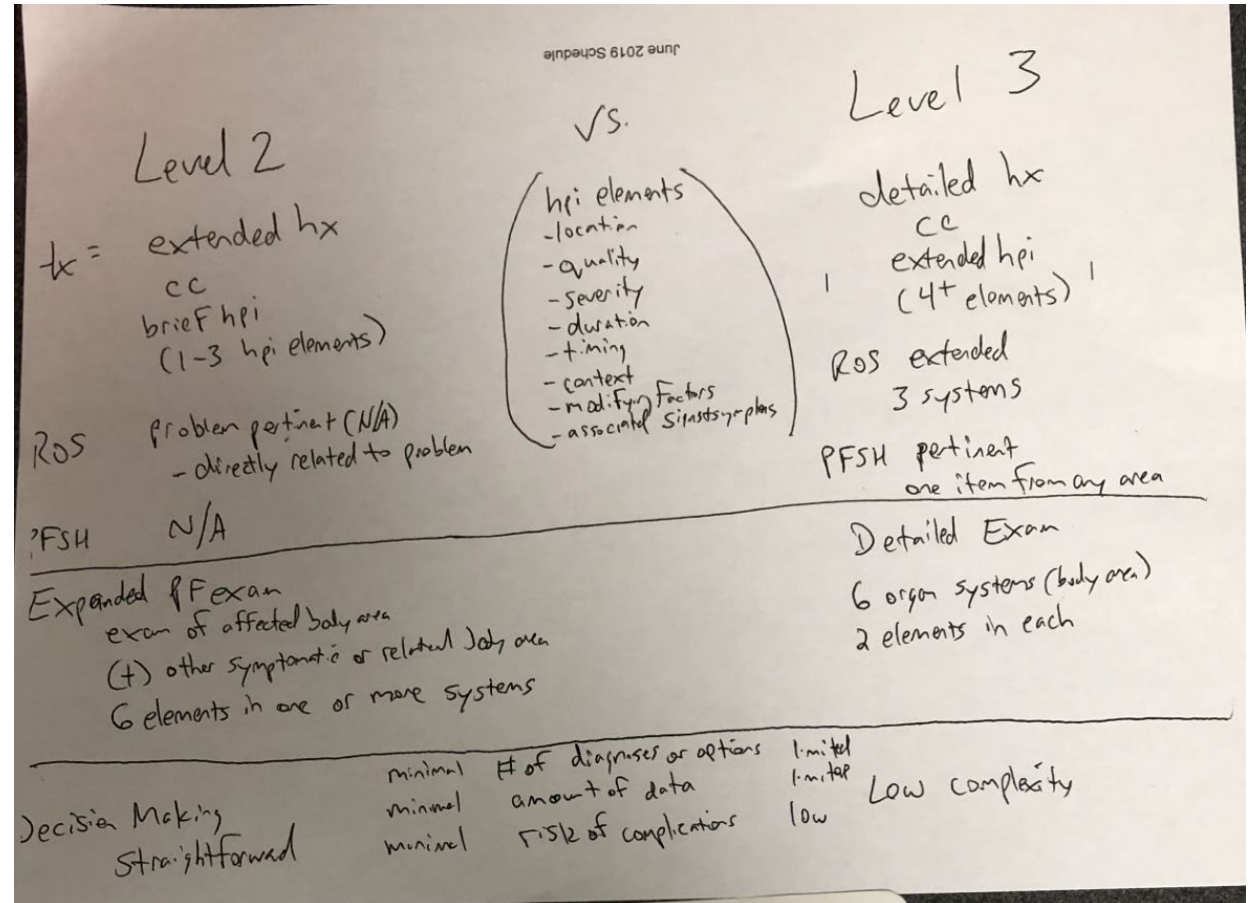 June 2019 Schedule
Level 2
vs.
Level 3
extended hx
cc
brief hpi
(1-3 hpi elements)
hpi elements
-location
-quality
-severity
-duration
-timing
-context
-modifying factors
-associated
detailed hx
cc
extended hpi
(4+ elements)
ROS
problem pertinent (N/A)
- directly related to problem
ROS extended
3 systems
PFSH pertinent
one item from any area
FSH N/A
Expanded PF exam
exam of affected body area
(+) other symptomatic or related body area
6 elements in one or more systems
Detailed Exam
6 organ systems (body area)
2 elements in each
Decision Making
Straightforward
minimal # of diagnoses or options limited
minimal amount of data limited
minimal risk of complications low
Low complexity